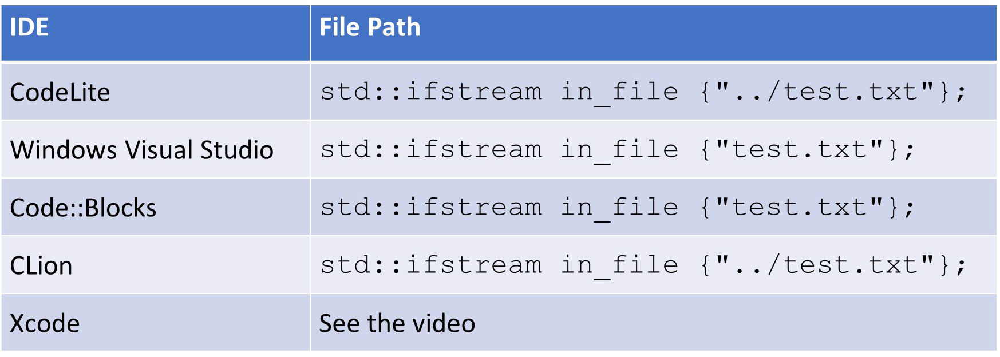 IDE File Path
CodeLite std::ifstream in_file {"../test.txt"};
Windows Visual Studio std::ifstream in_file {"test.txt"};
Code::Blocks std::ifstream in_file {"test.txt"};
CLion std::ifstream in_file {"../test.txt"};
Xcode See the video